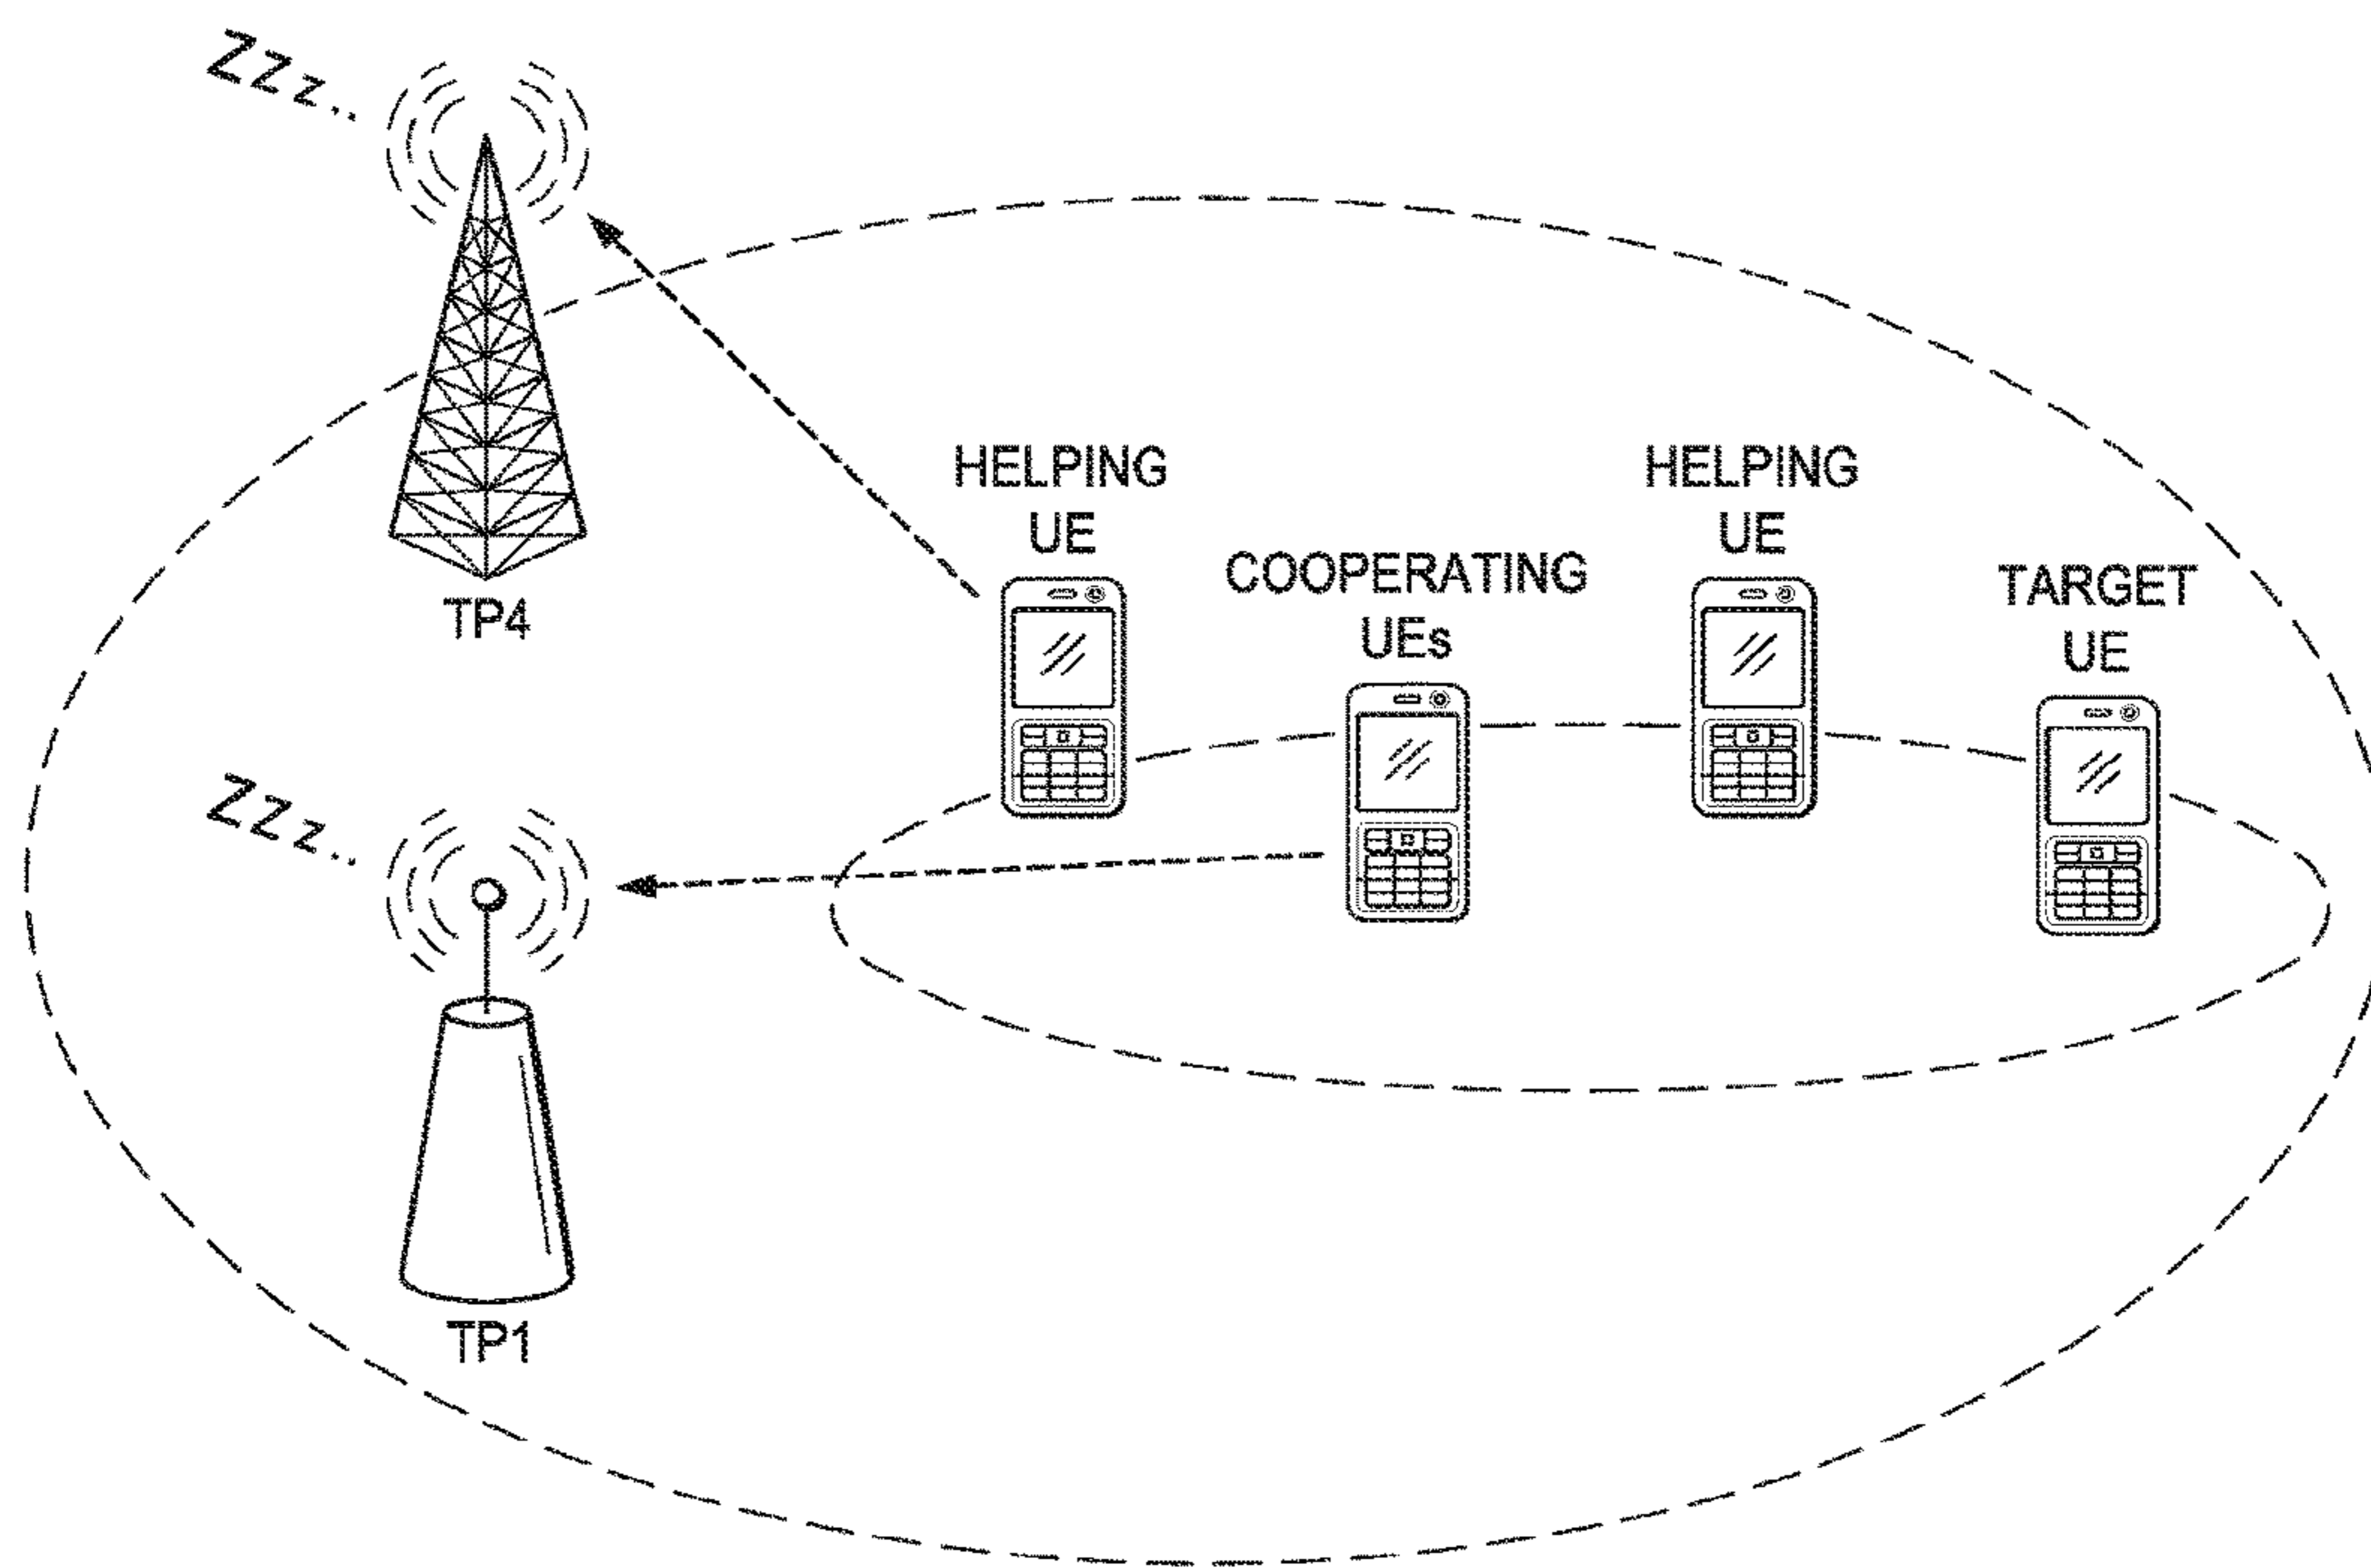 ZZz..
HELPING
UE
HELPING
UE
COOPERATING
UEs
TARGET
UE
TP4
ZZz..
TP1